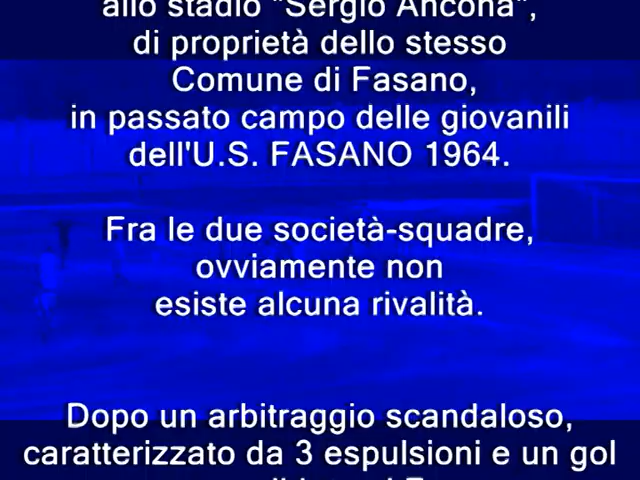 allo stadio "Sergio Ancona",
di proprietà dello stesso
Comune di Fasano,
in passato campo delle giovanili
dell'U.S. FASANO 1964.
Fra le due società-squadre,
ovviamente non
esiste alcuna rivalità.
Dopo un arbitraggio scandaloso,
caratterizzato da 3 espulsioni e un gol